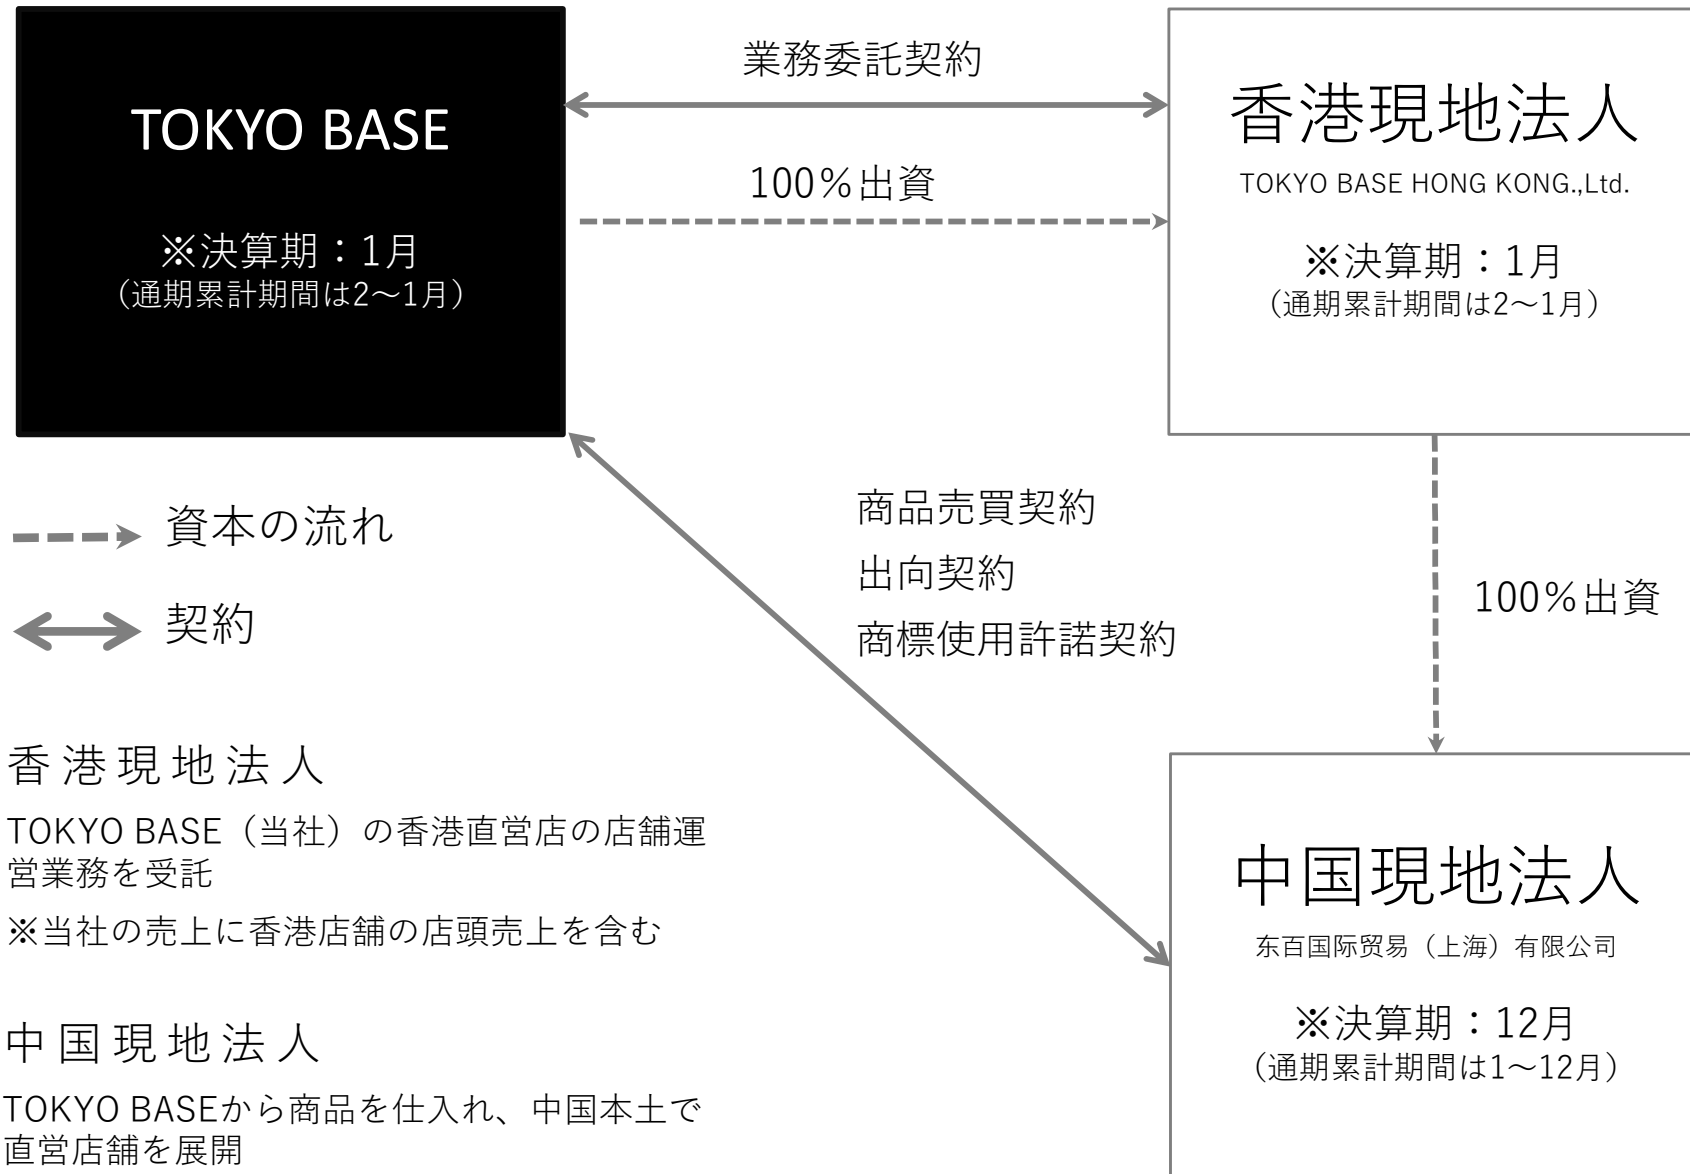 TOKYO BASE
※決算期：1月
（通期累計期間は2～1月）
業務委託契約
100％出資
香港現地法人
TOKYO BASE HONG KONG.,Ltd.
※決算期：1月
（通期累計期間は2～1月）
資本の流れ
契約
商品売買契約
出向契約
商標使用許諾契約
100％出資
香港現地法人
TOKYO BASE（当社）の香港直営店の店舗運
営業務を受託
※当社の売上に香港店舗の店頭売上を含む
中国現地法人
TOKYO BASEから商品を仕入れ、中国本土で
直営店舗を展開
中国現地法人
东百国际贸易（上海）有限公司
※決算期：12月
（通期累計期間は1～12月）